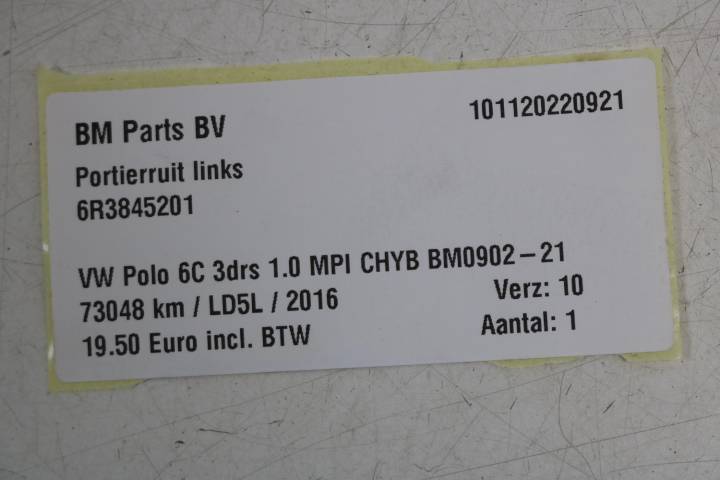 BM Parts BV 101120220921
Portierruit links
6R3845201
VW Polo 6C 3drs 1.0 MPI CHYB BM0902-21
73048 km / LD5L / 2016 Verz: 10
19.50 Euro incl. BTW Aantal: 1